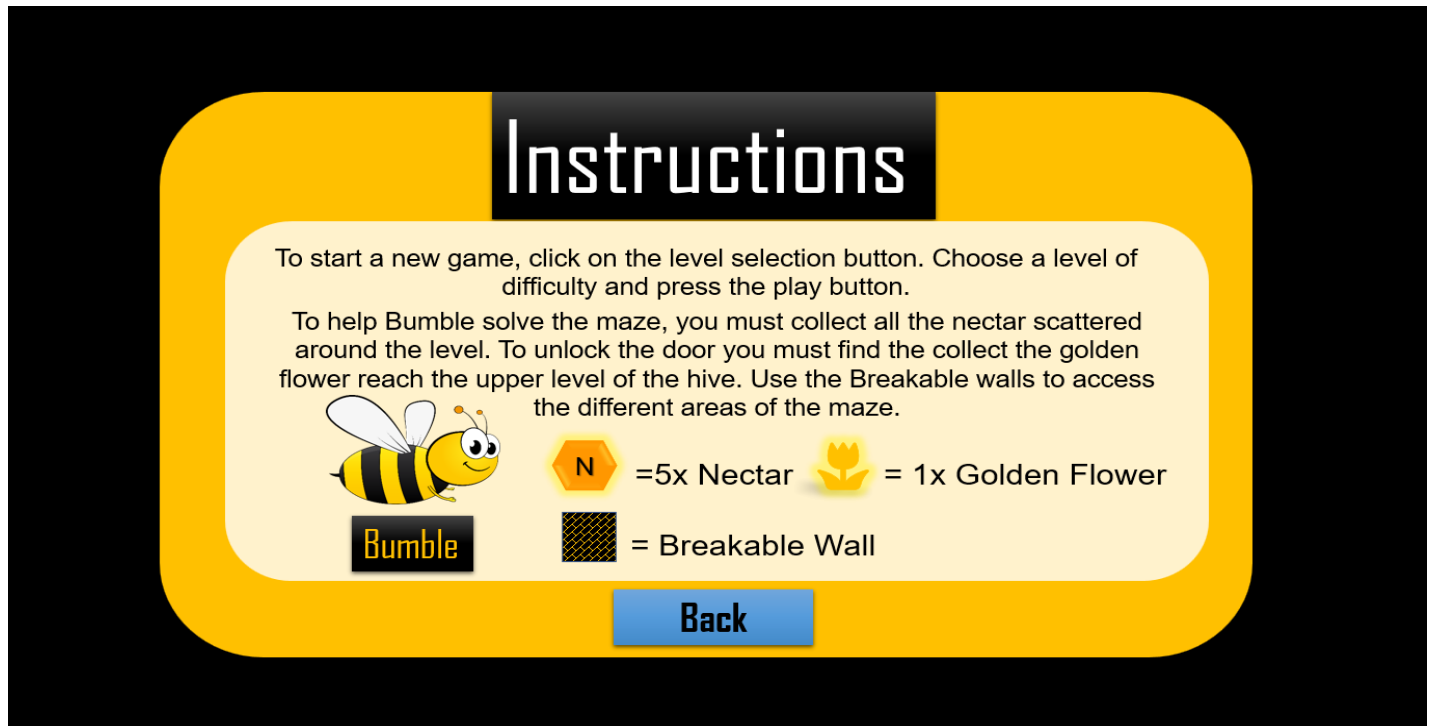 Instructions
To start a new game, click on the level selection button. Choose a level of
difficulty and press the play button.
To help Bumble solve the maze, you must collect all the nectar scattered
around the level. To unlock the door you must find the collect the golden
flower reach the upper level of the hive. Use the Breakable walls to access
the different areas of the maze.
N =5x Nectar = 1x Golden Flower
Bumble = Breakable Wall
Back